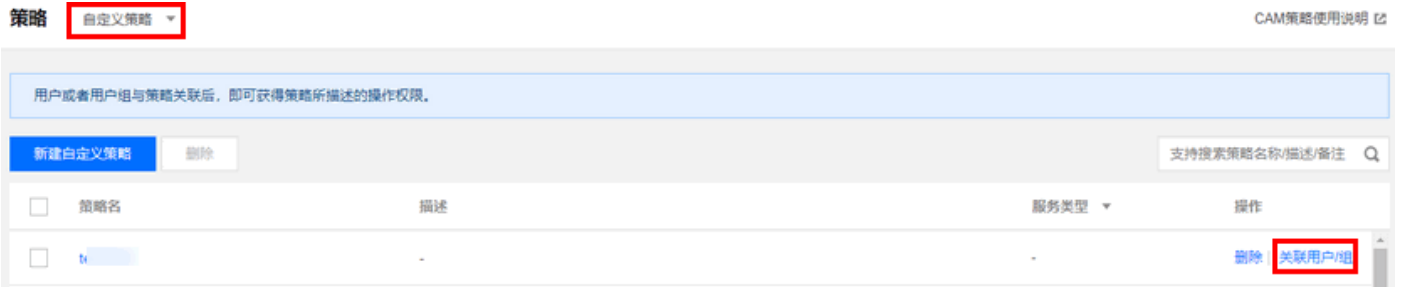 策略 自定义策略
CAM策略使用说明
用户或者用户组与策略关联后，即可获得策略所描述的操作权限。
新建自定义策略 删除 支持搜索策略名称/描述/备注
策略名 描述 服务类型 操作
- - 删除 关联用户/组